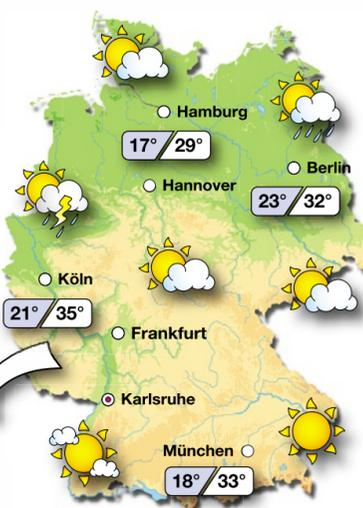 Hamburg
17° 29°
Berlin
Hannover
23° 32°
Köln
21° 35°
Frankfurt
Karlsruhe
München
18° 33°